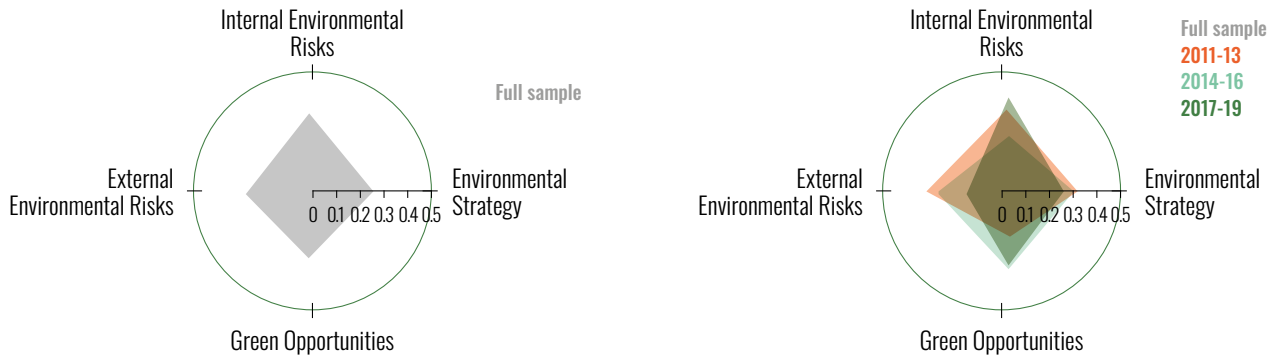 Internal Environmental
Risks
Full sample
External
Environmental Risks
Environmental
Strategy
0 0.1 0.2 0.3 0.4 0.5
Green Opportunities
Internal Environmental
Risks
Full sample
2011-13
2014-16
2017-19
External
Environmental Risks
Environmental
Strategy
0 0.1 0.2 0.3 0.4 0.5
Green Opportunities